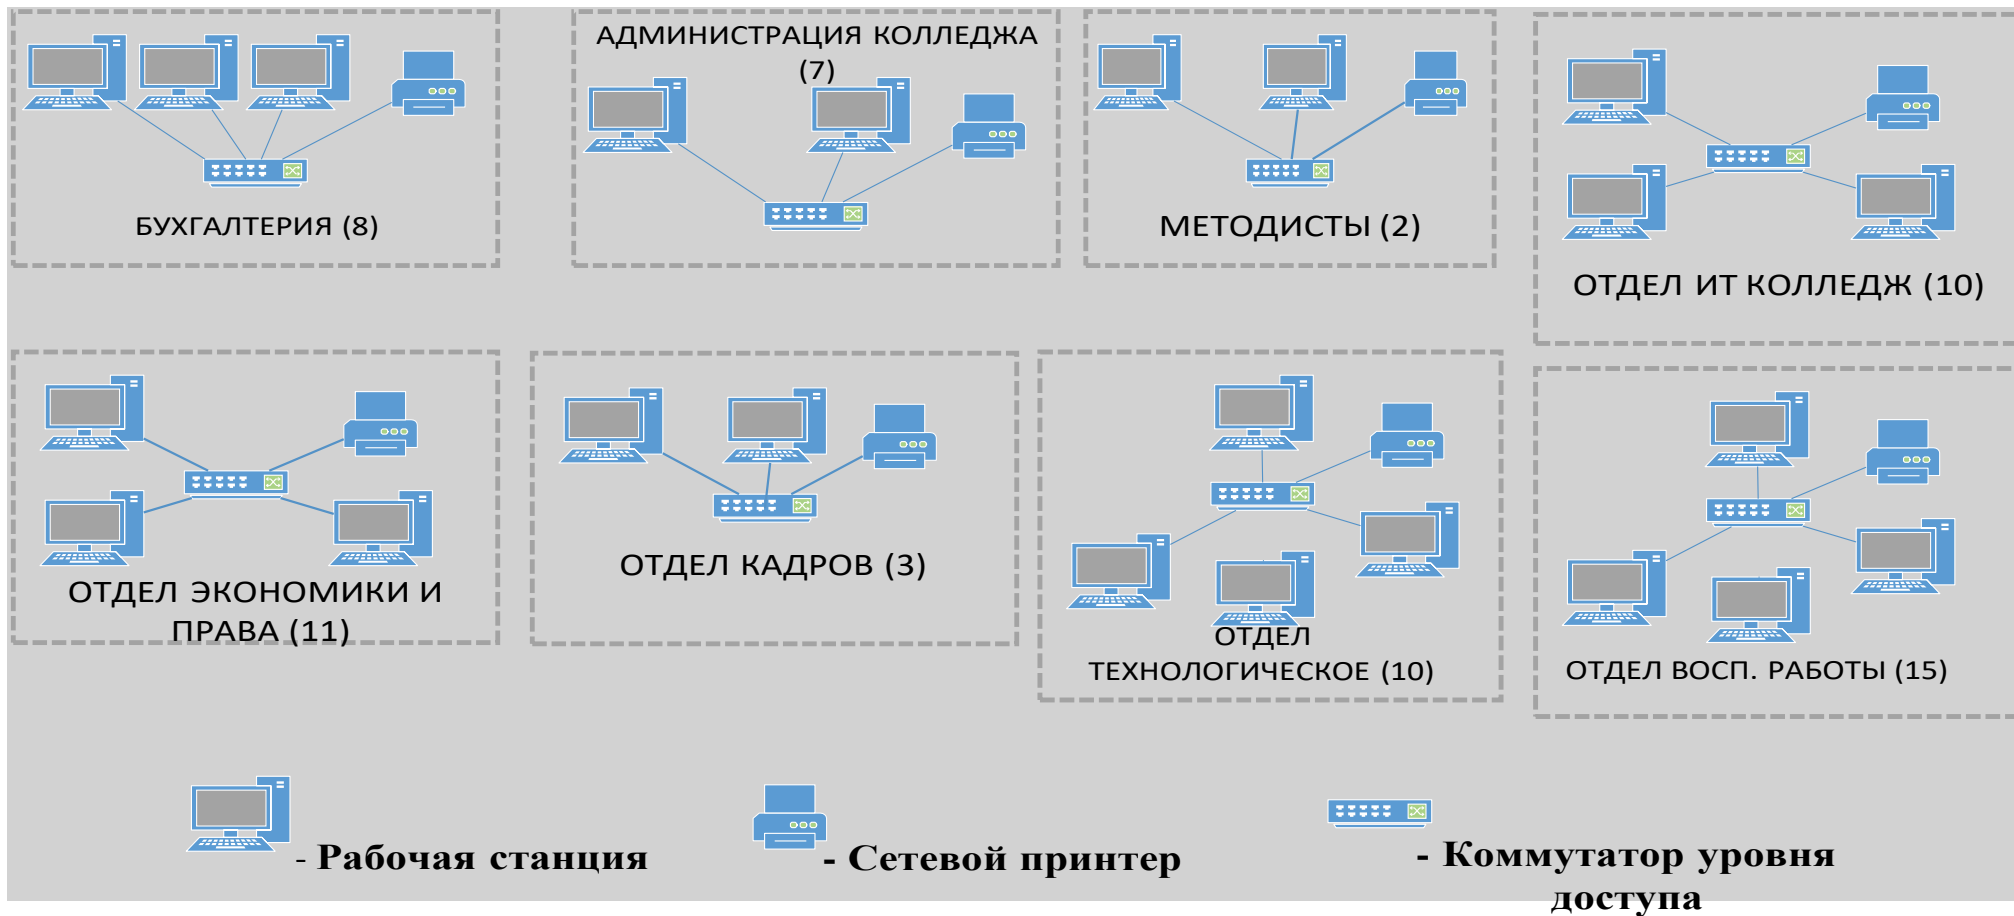 АДМИНИСТРАЦИЯ КОЛЛЕДЖА
(7)
БУХГАЛТЕРИЯ (8)
МЕТОДИСТЫ (2)
ОТДЕЛ ИТ КОЛЛЕДЖ (10)
ОТДЕЛ ЭКОНОМИКИ И
ПРАВА (11)
ОТДЕЛ КАДРОВ (3)
ОТДЕЛ
ТЕХНОЛОГИЧЕСКОЕ (10)
ОТДЕЛ ВОСП. РАБОТЫ (15)
- Рабочая станция
- Сетевой принтер
- Коммутатор уровня
доступа